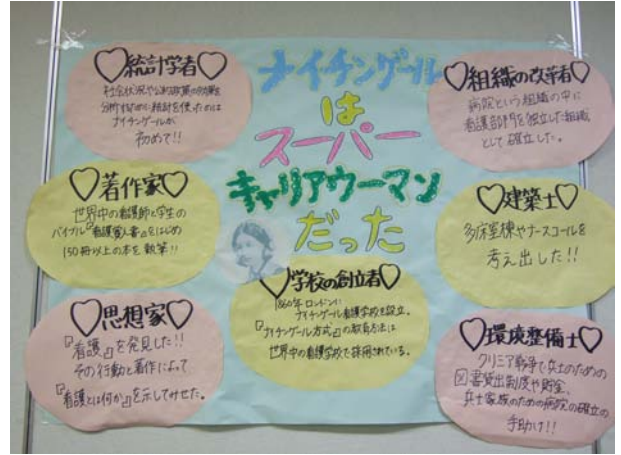 ナイチンゲール
は
スーパー
キャリアウーマン
だった
♡統計学者♡
社会状況や公的政策の効果を
分析するために統計を使ったのは
ナイチンゲールが
初めて!!
♡著作家♡
世界中の看護師と学生の
バイブル『看護覚え書』をはじめ
150冊以上の本を執筆!!
♡思想家♡
『看護』を発見した!!
その行動と著作によって
『看護とは何か』を示してみせた。
♡学校の創立者♡
1860年ロンドンに
ナイチンゲール看護学校を設立。
『ナイチンゲール方式』の教育方法は
世界中の看護学校で採用されている。
♡組織の改革者♡
病院という組織の中に
看護部門を独立した組織
として確立した。
♡建築士♡
多床室棟やナースコールを
考え出した!!
♡環境整備士♡
クリミア戦争で兵士のための
図書貸出制度や貯金、
兵士家族のための病院の確立の
手助け!!